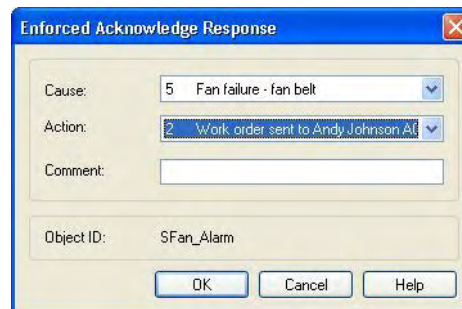 Enforced Acknowledge Response
Cause: 5 Fan failure - fan belt
Action: 2 Work order sent to Andy Johnson
Comment:
Object ID: SFan_Alarm
OK Cancel Help